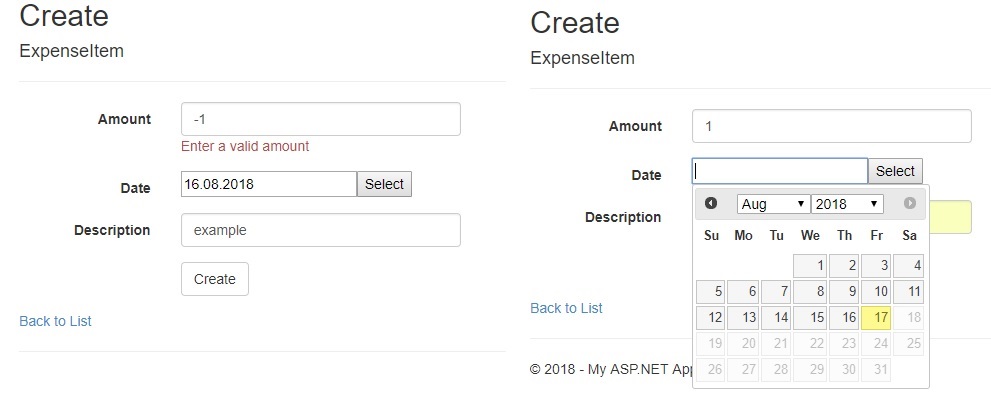 Create
ExpenseItem
Amount
-1
Enter a valid amount
Date
16.08.2018
Select
Description
example
Create
Back to List
Create
ExpenseItem
Amount
1
Date
Select
Description
Aug 2018
Su Mo Tu We Th Fr Sa
1 2 3 4
5 6 7 8 9 10 11
12 13 14 15 16 17 18
19 20 21 22 23 24 25
26 27 28 29 30 31
Back to List
© 2018 - My ASP.NET App